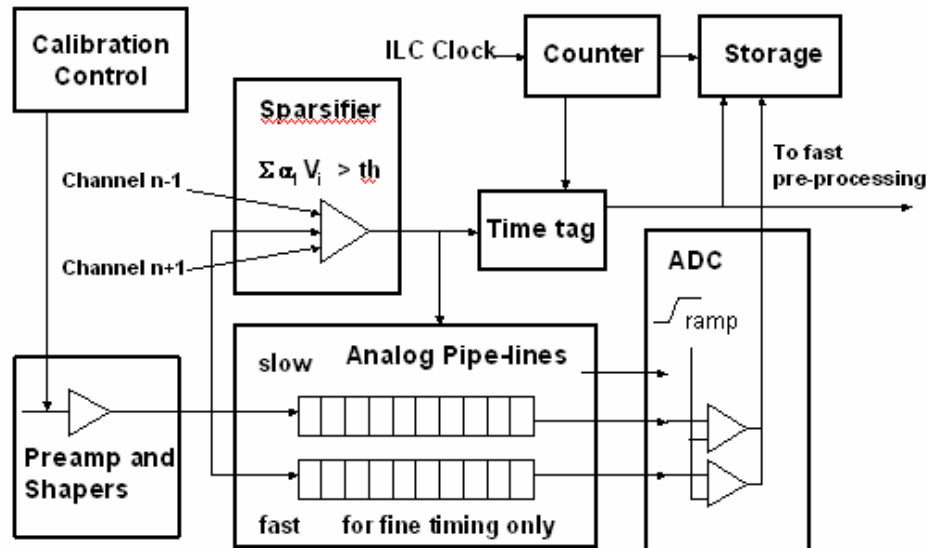 Calibration
Control
ILC Clock
Counter
Storage
Sparsifier
Σ αi Vi > th
Channel n-1
Channel n+1
Time tag
To fast
pre-processing
ADC
ramp
slow
Analog Pipe-lines
Preamp and
Shapers
fast
for fine timing only